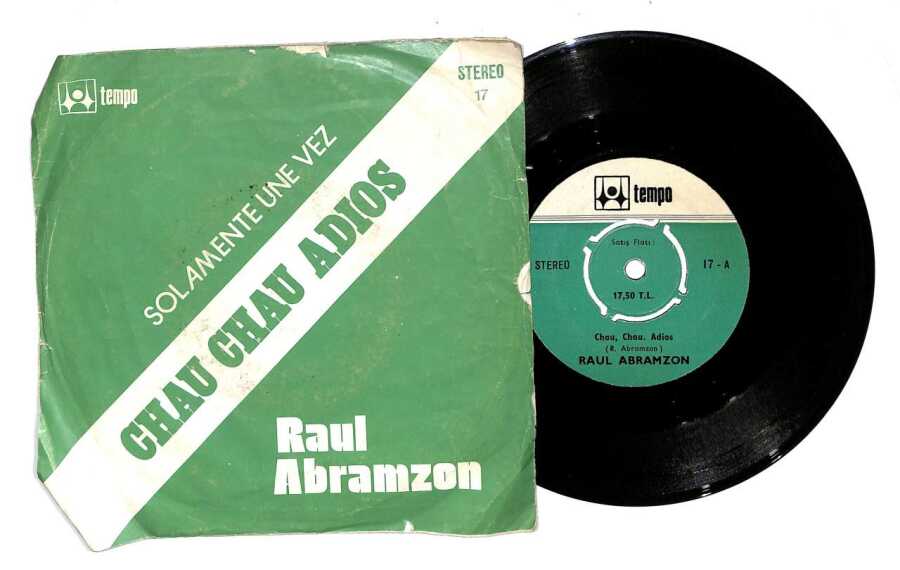 tempo
STEREO
17
SOLAMENTE UNE VEZ
CHAU CHAU ADIOS
Raul
Abramzon
tempo
Satış Fiatı:
STEREO
17 - A
17,50 T.L.
Chau, Chau. Adios
(R. Abramzon)
RAUL ABRAMZON